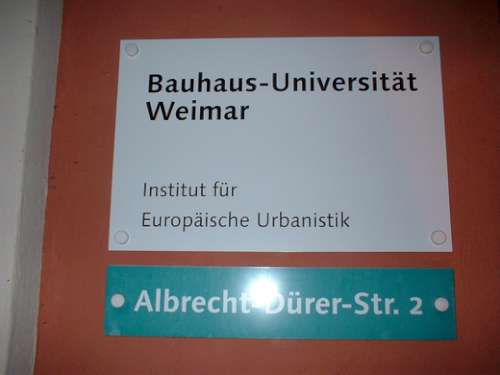 Bauhaus-Universität
Weimar
Institut für
Europäische Urbanistik
Albrecht-Dürer-Str. 2